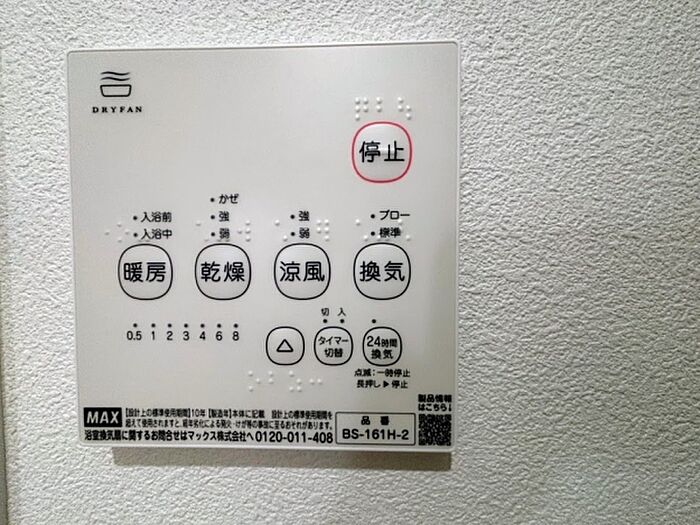 DRYFAN
停止
・かぜ
・入浴前 ・強 ・強 ・ブロー
・入浴中 ・弱 ・弱 ・標準
暖房 乾燥 涼風 換気
0.5 1 2 3 4 6 8
切 入
△ タイマー切替 24時間換気
点滅:一時停止
長押し▶停止
製品情報
はこちら↓
MAX 【設計上の標準使用期間】10年 【製造年】本体に記載 設計上の標準使用期間を
超えて使用されますと、経年劣化による発火・けが等の事故に至るおそれがあります。
浴室換気扇に関するお問合せはマックス株式会社へ 0120-011-408
品番
BS-161H-2